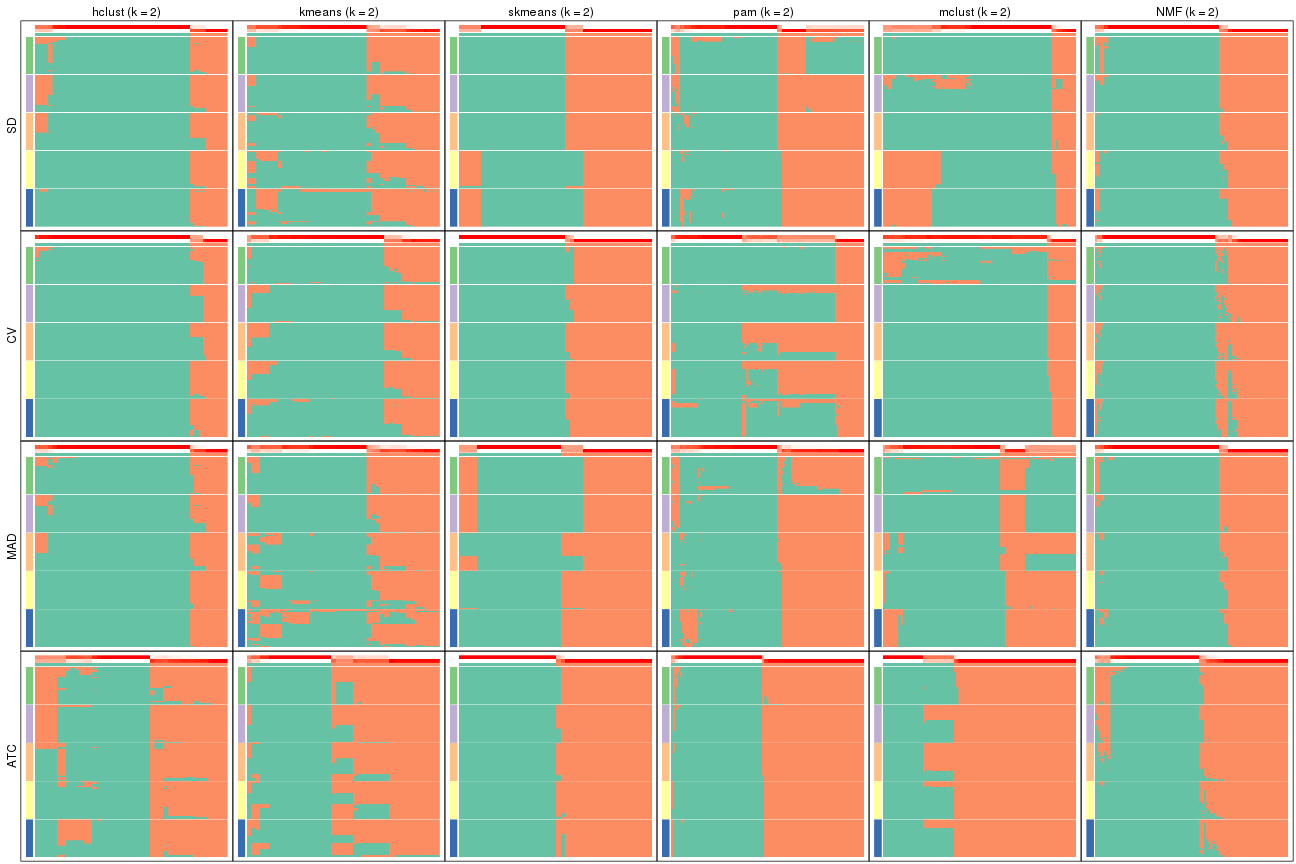 hclust (k = 2) kmeans (k = 2) skmeans (k = 2) pam (k = 2) mclust (k = 2) NMF (k = 2)
SD
CV
MAD
ATC